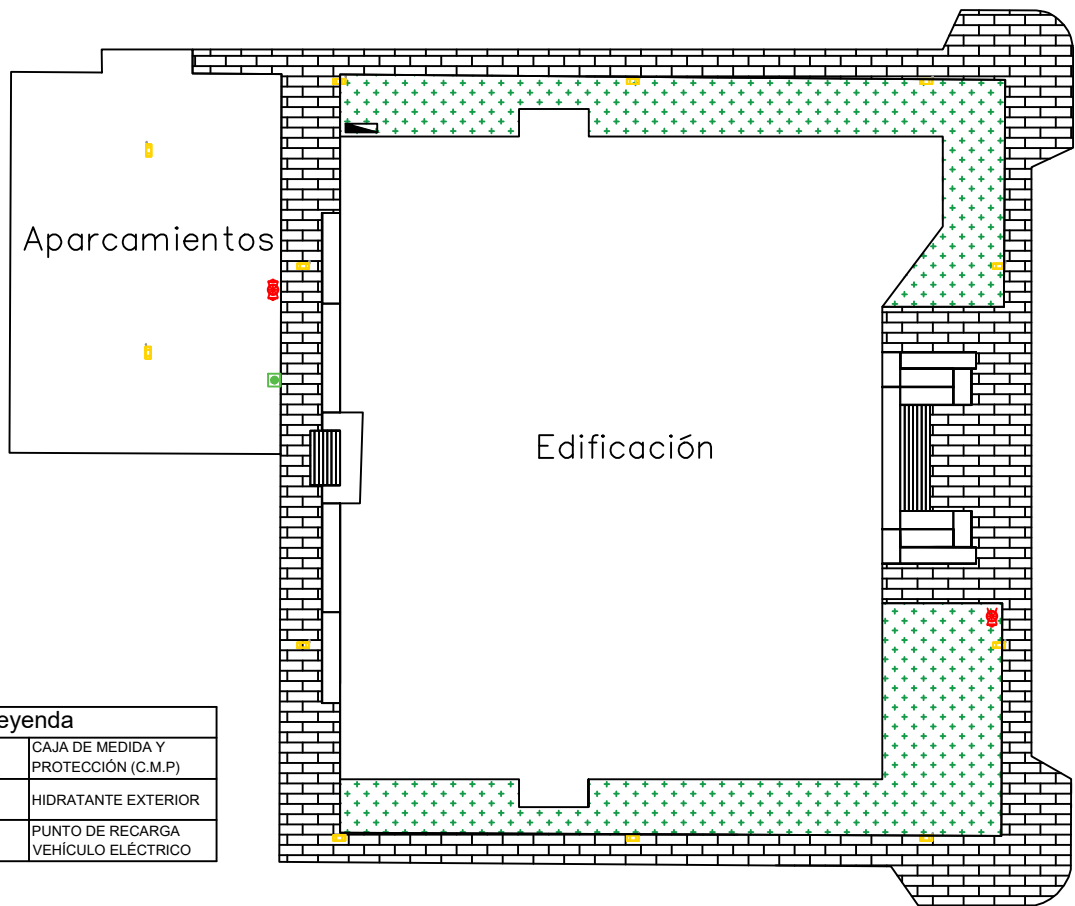 Aparcamientos
Edificación
eyenda
CAJA DE MEDIDA Y
PROTECCIÓN (C.M.P)
HIDRATANTE EXTERIOR
PUNTO DE RECARGA
VEHÍCULO ELÉCTRICO